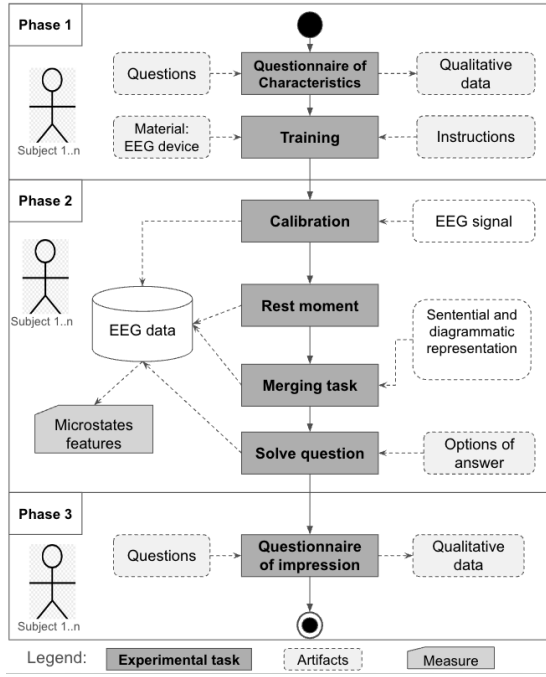 Phase 1
Questions
Questionnaire of
Characteristics
Qualitative
data
Material:
EEG device
Training
Instructions
Subject 1..n
Phase 2
Calibration
EEG signal
Subject 1..n
EEG data
Rest moment
Sentential and
diagrammatic
representation
Merging task
Microstates
features
Solve question
Options of
answer
Phase 3
Questions
Questionnaire
of impression
Qualitative
data
Subject 1..n
Legend:
Experimental task
Artifacts
Measure